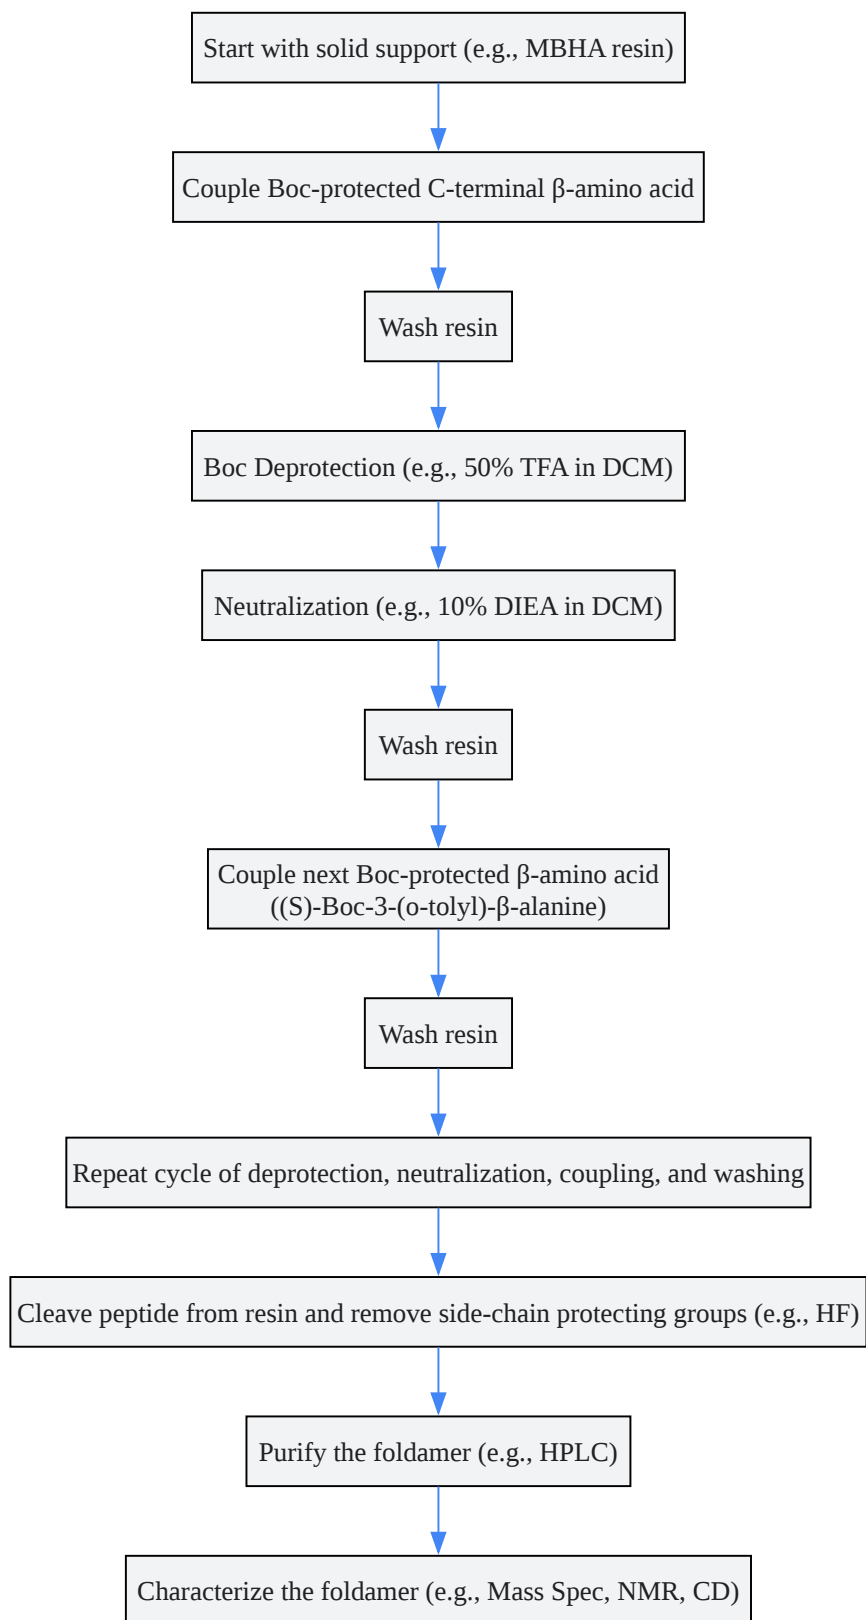 Start with solid support (e.g., MBHA resin)
Couple Boc-protected C-terminal β-amino acid
Wash resin
Boc Deprotection (e.g., 50% TFA in DCM)
Neutralization (e.g., 10% DIEA in DCM)
Wash resin
Couple next Boc-protected β-amino acid
((S)-Boc-3-(o-tolyl)-β-alanine)
Wash resin
Repeat cycle of deprotection, neutralization, coupling, and washing
Cleave peptide from resin and remove side-chain protecting groups (e.g., HF)
Purify the foldamer (e.g., HPLC)
Characterize the foldamer (e.g., Mass Spec, NMR, CD)